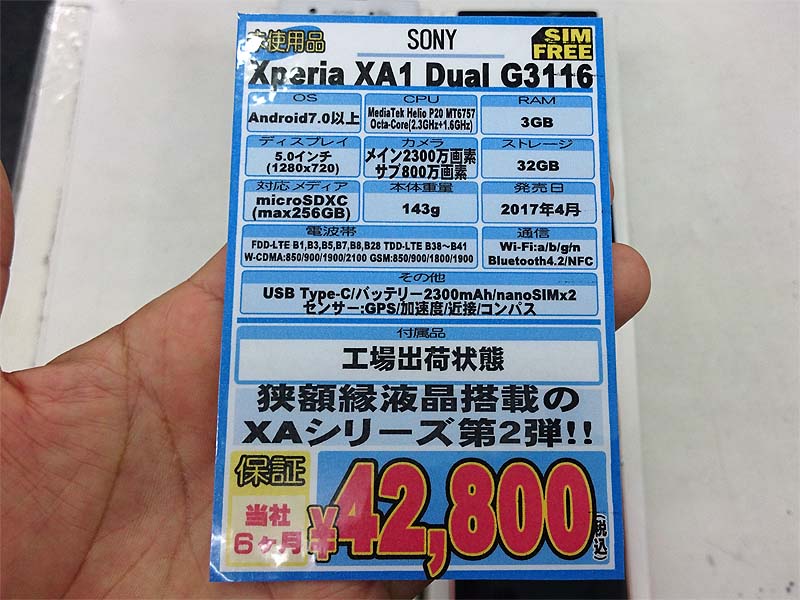 未使用品
SONY
SIM
FREE
Xperia XA1 Dual G3116
OS
CPU
RAM
Android7.0以上
MediaTek Helio P20 MT6757
Octa-Core(2.3GHz+1.6GHz)
3GB
ディスプレイ
カメラ
ストレージ
5.0インチ
(1280x720)
メイン2300万画素
サブ800万画素
32GB
対応メディア
本体重量
発売日
microSDXC
(max256GB)
143g
2017年4月
電波帯
通信
FDD-LTE B1,B3,B5,B7,B8,B28 TDD-LTE B38～B41
W-CDMA:850/900/1900/2100 GSM:850/900/1800/1900
Wi-Fi:a/b/g/n
Bluetooth4.2/NFC
その他
USB Type-C/バッテリー2300mAh/nanoSIMx2
センサー:GPS/加速度/近接/コンパス
付属品
工場出荷状態
狭額縁液晶搭載の
XAシリーズ第2弾!!
保証
当社
6ヶ月
¥42,800
(税込)